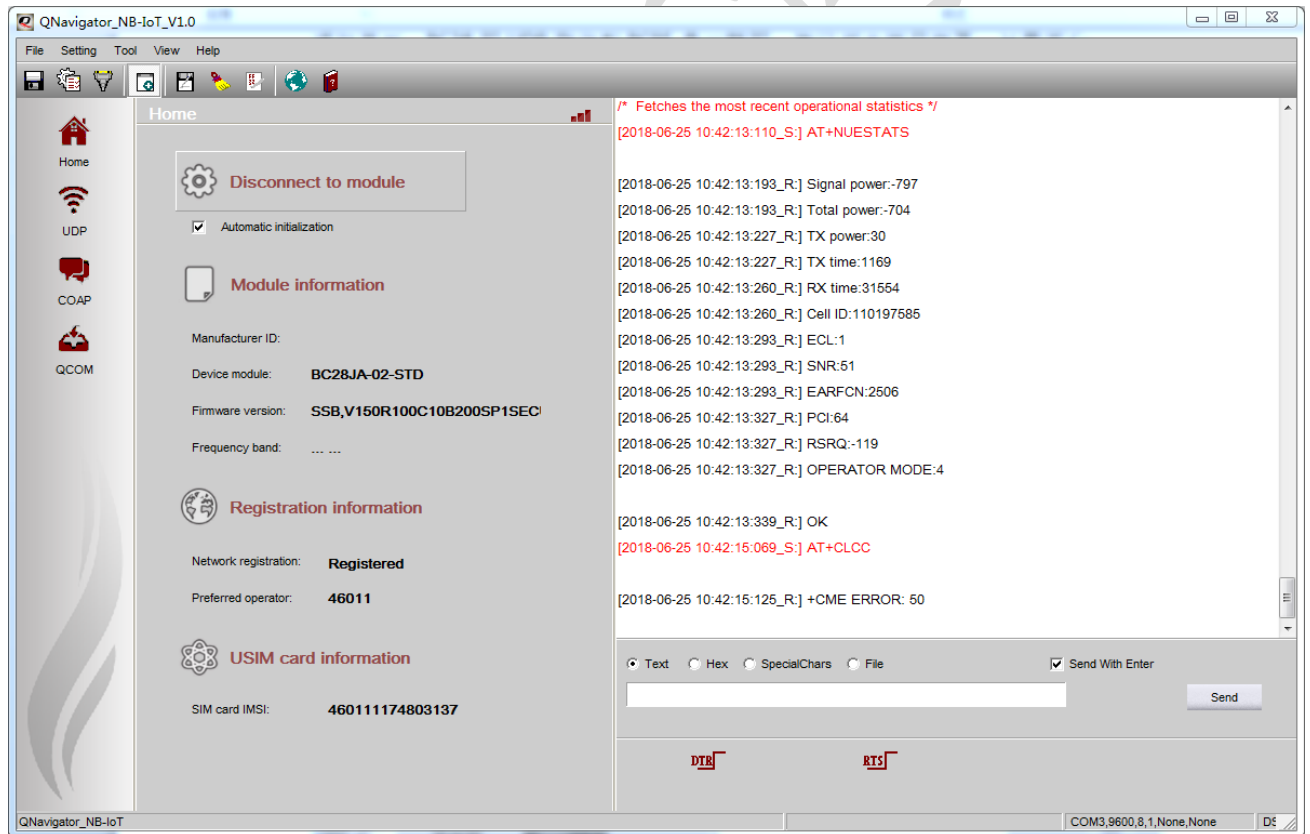 QNavigator_NB-IoT_V1.0
File Setting Tool View Help
Home
Home
UDP
COAP
QCOM
Disconnect to module
Automatic initialization
Module information
Manufacturer ID:
Device module: BC28JA-02-STD
Firmware version: SSB,V150R100C10B200SP1SEC
Frequency band: --- ---
Registration information
Network registration: Registered
Preferred operator: 46011
USIM card information
SIM card IMSI: 460111174803137
/* Fetches the most recent operational statistics */
[2018-06-25 10:42:13:110_S:] AT+NUESTATS
[2018-06-25 10:42:13:193_R:] Signal power:-797
[2018-06-25 10:42:13:193_R:] Total power:-704
[2018-06-25 10:42:13:227_R:] TX power:30
[2018-06-25 10:42:13:227_R:] TX time:1169
[2018-06-25 10:42:13:260_R:] RX time:31554
[2018-06-25 10:42:13:260_R:] Cell ID:110197585
[2018-06-25 10:42:13:293_R:] ECL:1
[2018-06-25 10:42:13:293_R:] SNR:51
[2018-06-25 10:42:13:293_R:] EARFCN:2506
[2018-06-25 10:42:13:327_R:] PCI:64
[2018-06-25 10:42:13:327_R:] RSRQ:-119
[2018-06-25 10:42:13:327_R:] OPERATOR MODE:4
[2018-06-25 10:42:13:339_R:] OK
[2018-06-25 10:42:15:069_S:] AT+CLCC
[2018-06-25 10:42:15:125_R:] +CME ERROR: 50
Text Hex SpecialChars File Send With Enter
Send
DTR RTS
QNavigator_NB-IoT COM3,9600,8,1,None,None